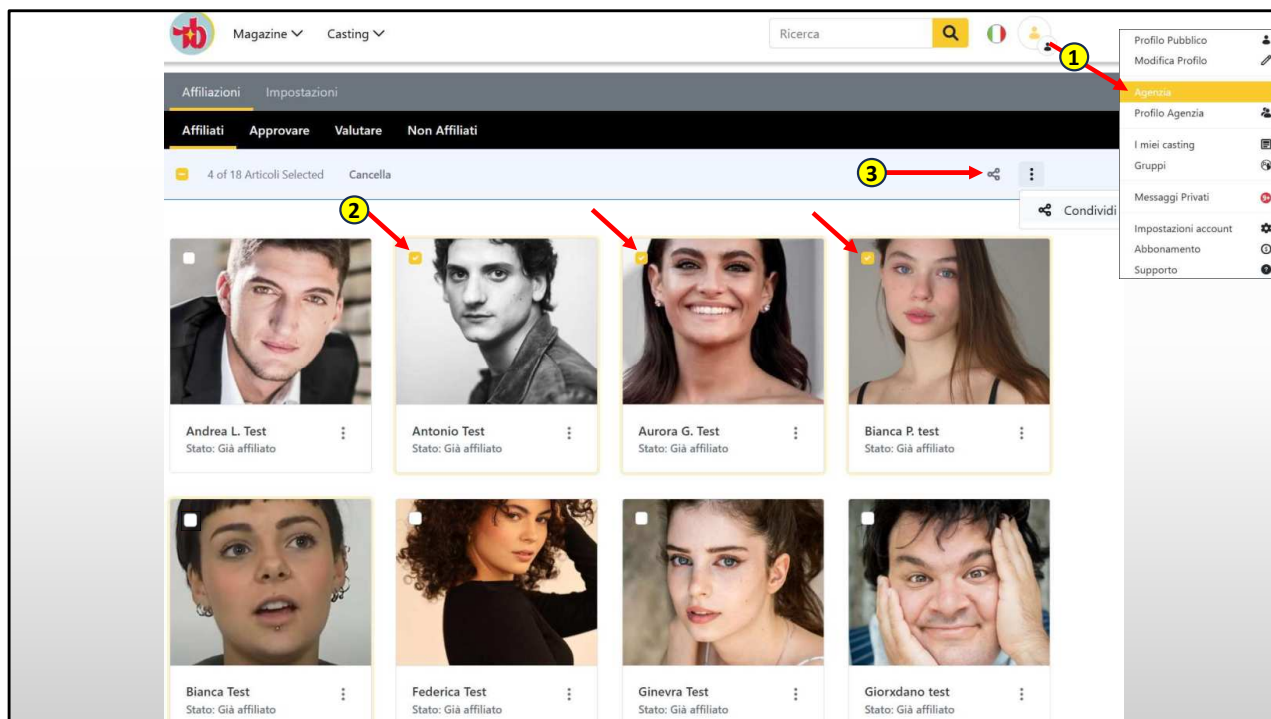 Magazine
Casting
Ricerca
1
Profilo Pubblico
Modifica Profilo
Agenzia
Profilo Agenzia
I miei casting
Gruppi
Messaggi Privati
9+
Impostazioni account
Abbonamento
Supporto
Affiliazioni Impostazioni
Affiliati Approvare Valutare Non Affiliati
4 of 18 Articoli Selected Cancella
3
Condividi
2
Andrea L. Test
Stato: Già affiliato
Antonio Test
Stato: Già affiliato
Aurora G. Test
Stato: Già affiliato
Bianca P. test
Stato: Già affiliato
Bianca Test
Stato: Già affiliato
Federica Test
Stato: Già affiliato
Ginevra Test
Stato: Già affiliato
Giorxdano test
Stato: Già affiliato